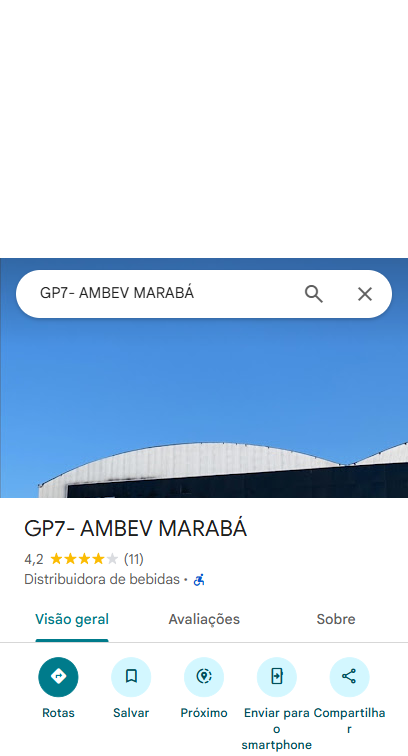 GP7- AMBEV MARABÁ
GP7- AMBEV MARABÁ
4,2 (11)
Distribuidora de bebidas ·
Visão geral Avaliações Sobre
Rotas Salvar Próximo Enviar para o smartphone Compartilhar